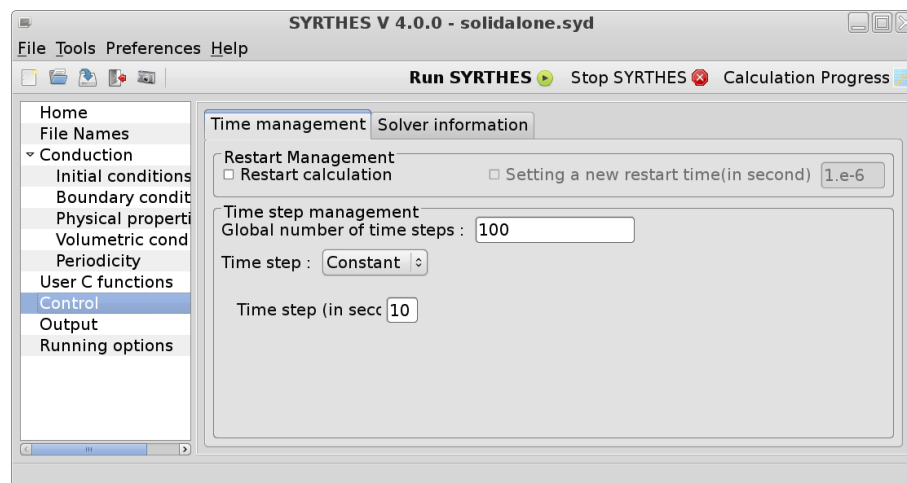 SYRTHES V 4.0.0 - solidalone.syd
File Tools Preferences Help
Run SYRTHES Stop SYRTHES Calculation Progress
Home
File Names
Conduction
Initial conditions
Boundary condit
Physical properti
Volumetric cond
Periodicity
User C functions
Control
Output
Running options
Time management Solver information
Restart Management
Restart calculation Setting a new restart time(in second) 1.e-6
Time step management
Global number of time steps : 100
Time step : Constant
Time step (in secc 10